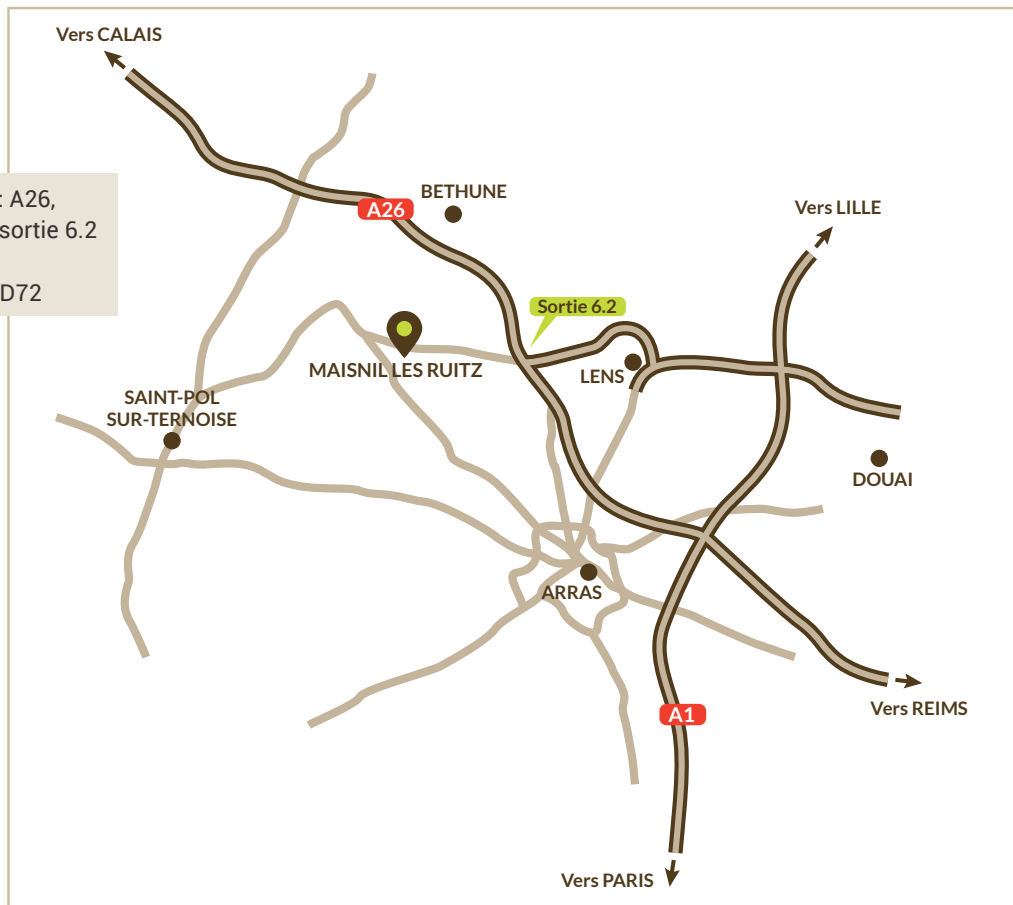 Vers CALAIS
: A26,
sortie 6.2
D72
BETHUNE
A26
Vers LILLE
Sortie 6.2
MAISNIL LES RUITZ
LENS
SAINT-POL
SUR-TERNOISE
DOUAI
ARRAS
Vers REIMS
A1
Vers PARIS